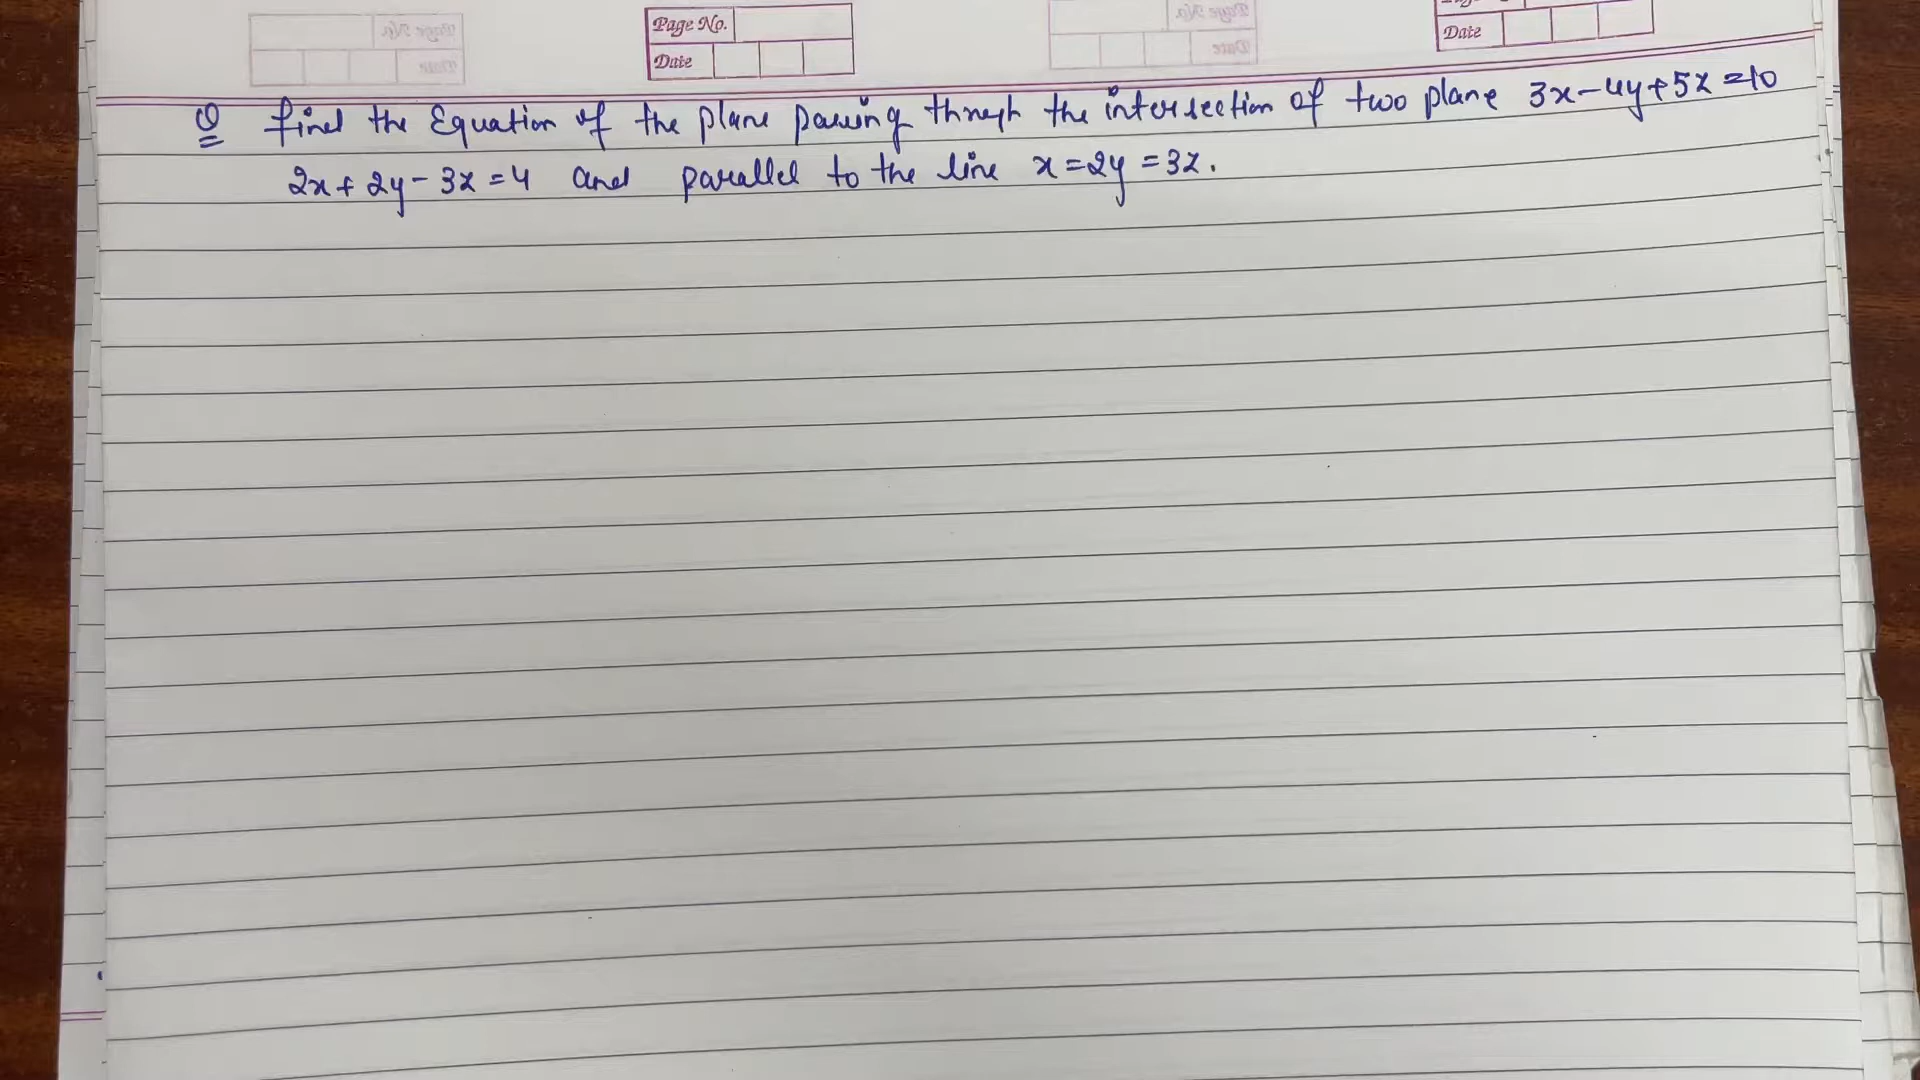 Page No.
Date
Date
Q Find the Equation of the plane passing through the intersection of two plane 3x-4y+5z=10
2x+2y-3z=4 and parallel to the line x=2y=3z.